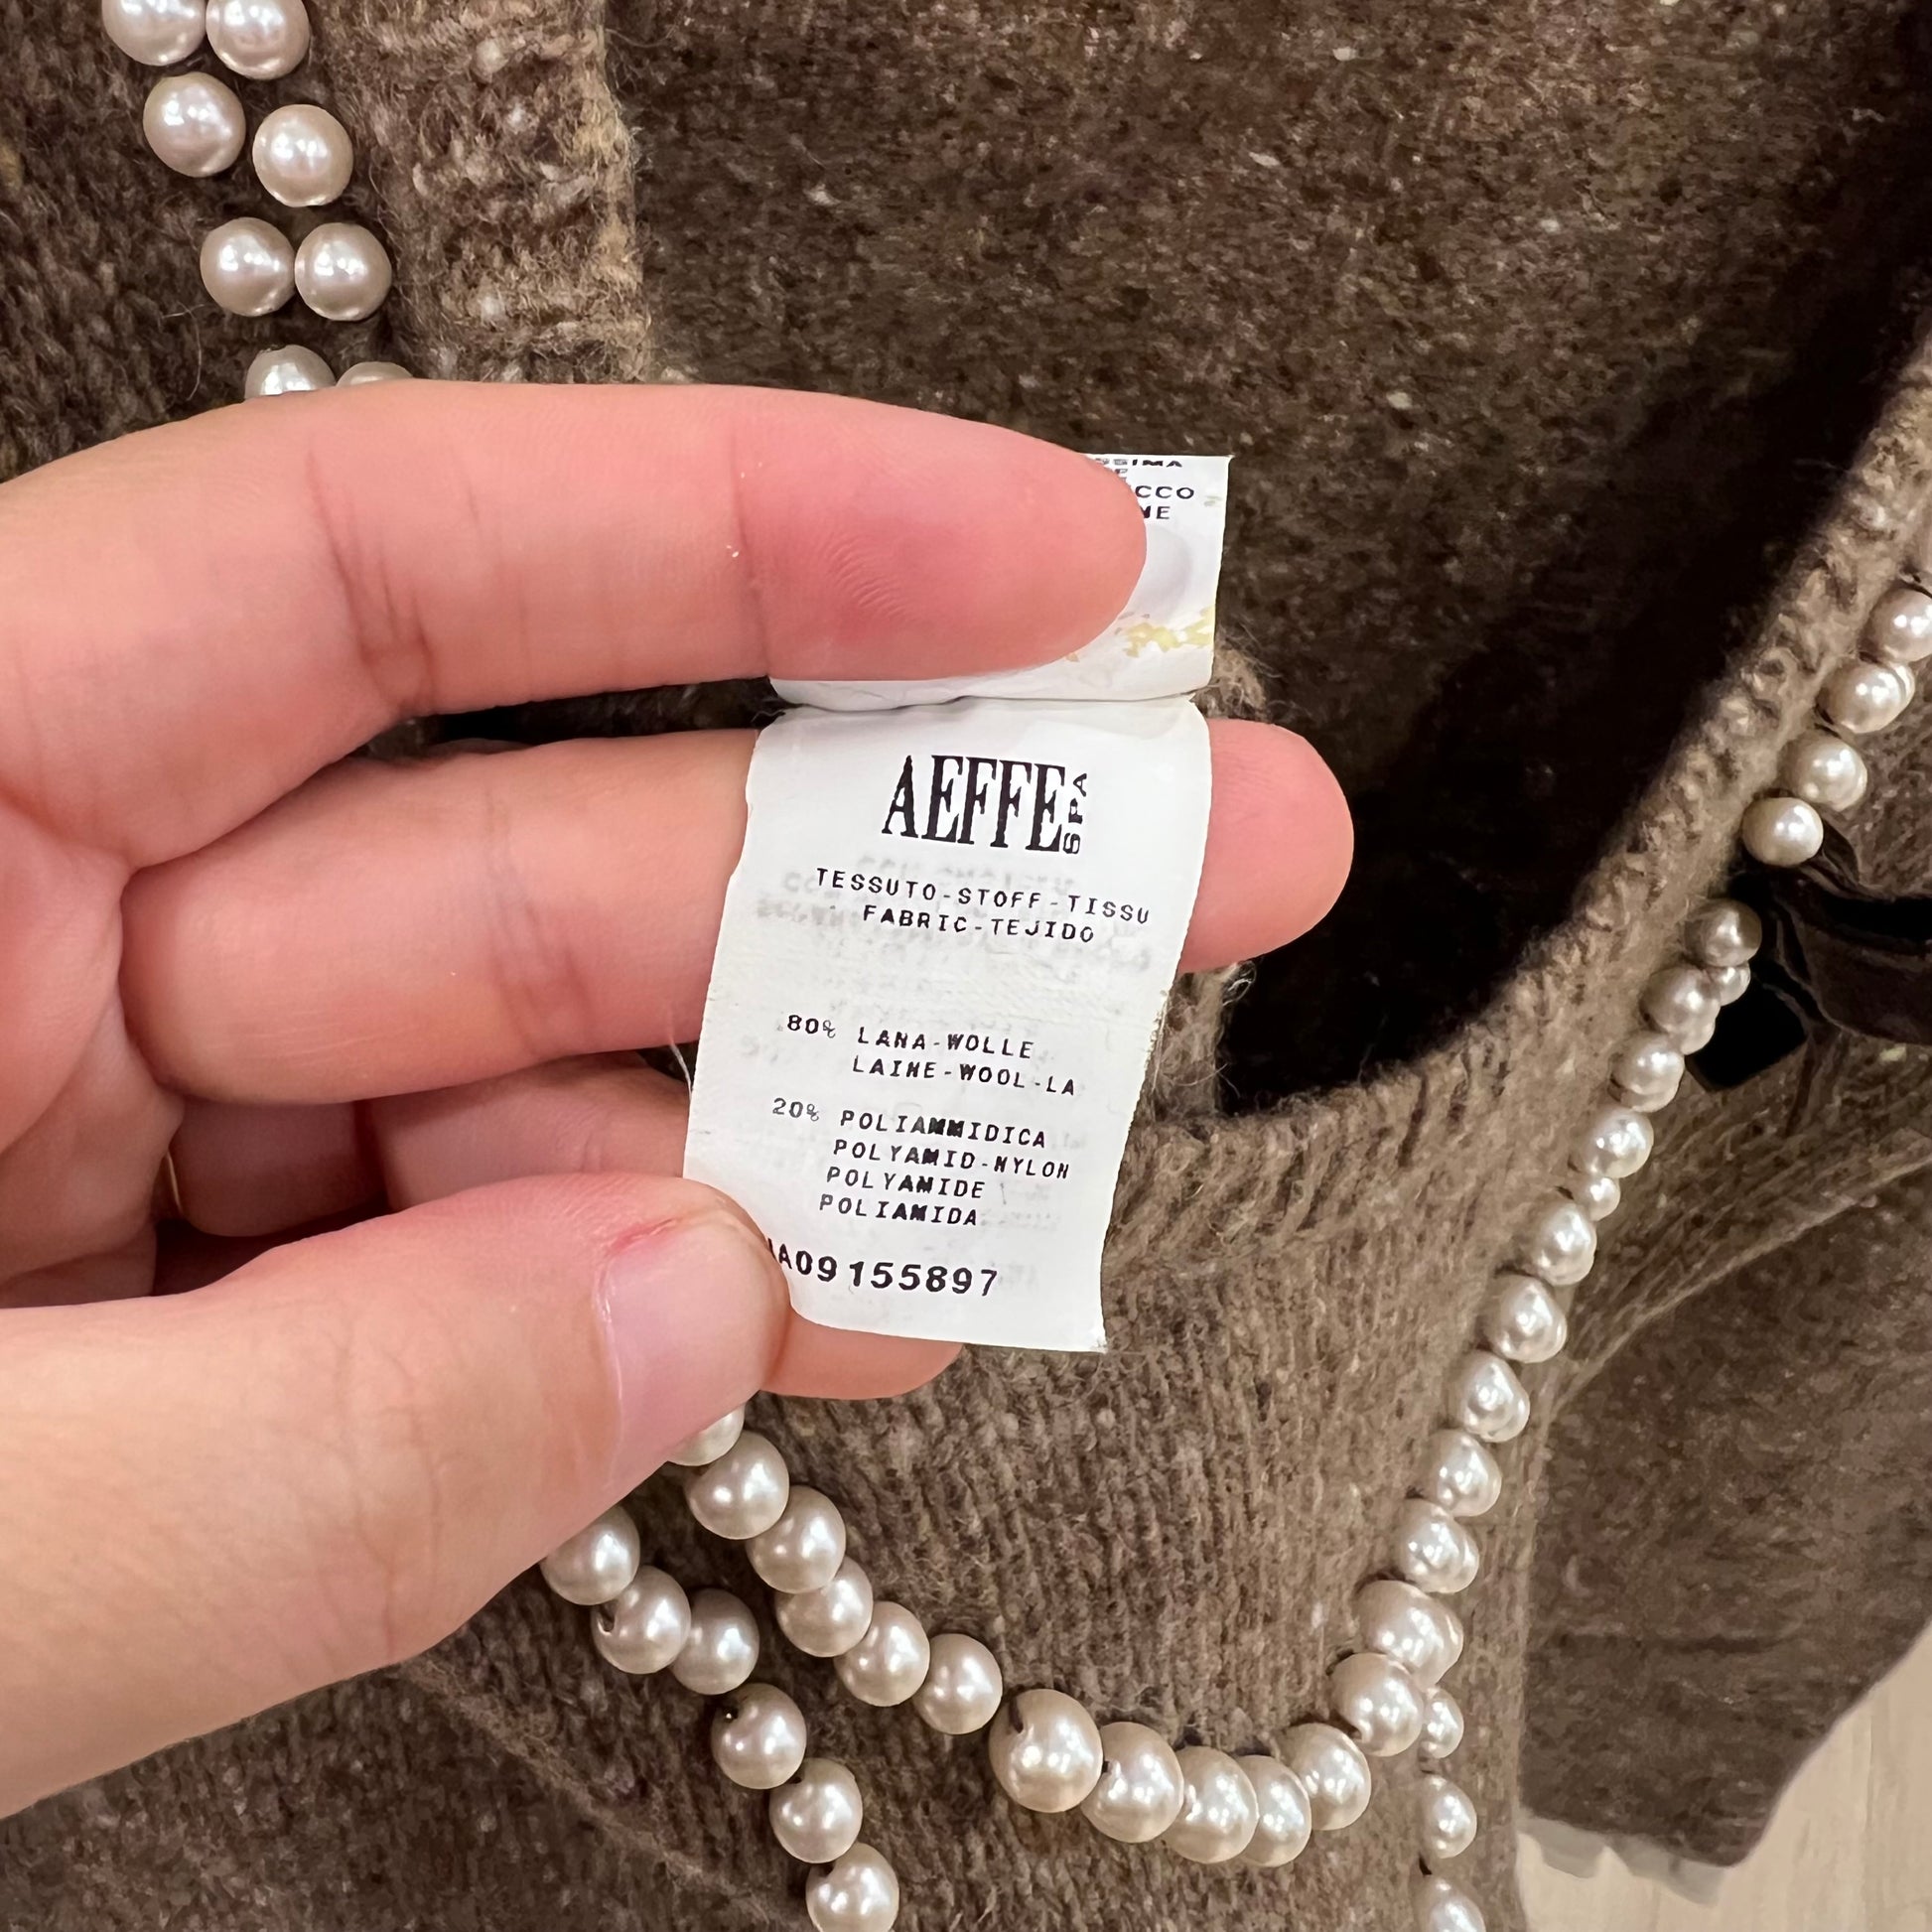 AEFFE SPA
TESSUTO-STOFF-TISSU
FABRIC-TEJIDO
80% LANA-WOLLE
LAINE-WOOL-LA
20% POLIAMMIDICA
POLYAMID-NYLON
POLYAMIDE
POLIAMIDA
A09155897